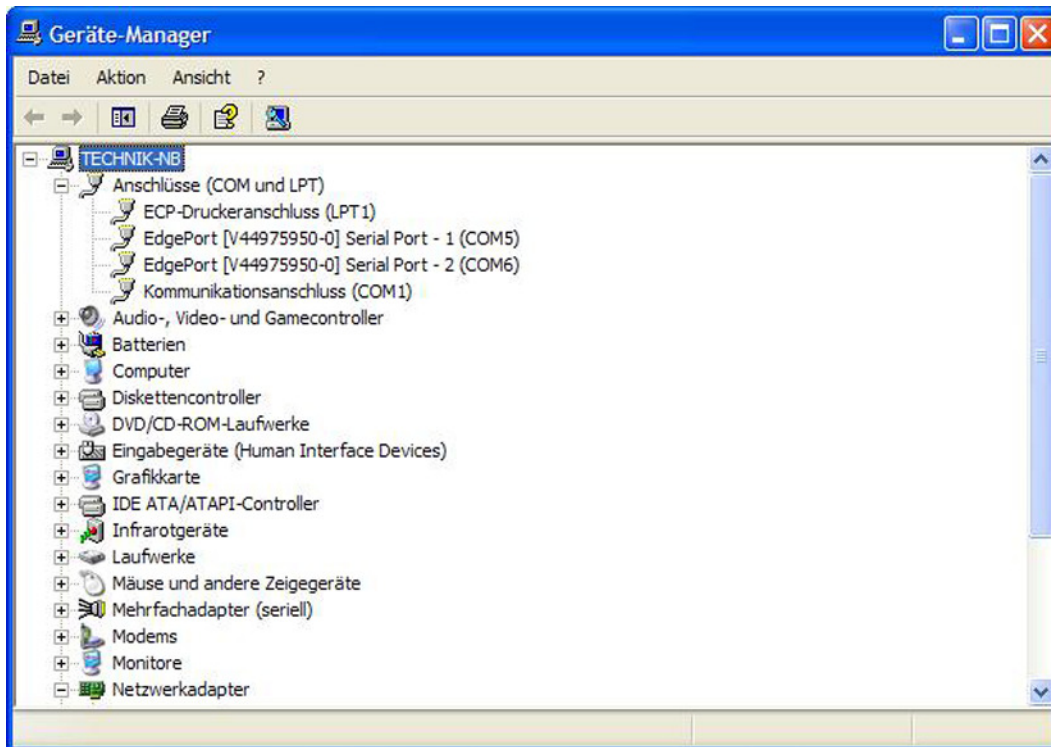 Geräte-Manager
Datei Aktion Ansicht ?
TECHNIK-NB
Anschlüsse (COM und LPT)
ECP-Druckeranschluss (LPT1)
EdgePort [V44975950-0] Serial Port - 1 (COM5)
EdgePort [V44975950-0] Serial Port - 2 (COM6)
Kommunikationsanschluss (COM1)
Audio-, Video- und Gamecontroller
Batterien
Computer
Diskettencontroller
DVD/CD-ROM-Laufwerke
Eingabegeräte (Human Interface Devices)
Grafikkarte
IDE ATA/ATAPI-Controller
Infrarotgeräte
Laufwerke
Mäuse und andere Zeigegeräte
Mehrfachadapter (seriell)
Modems
Monitore
Netzwerkadapter